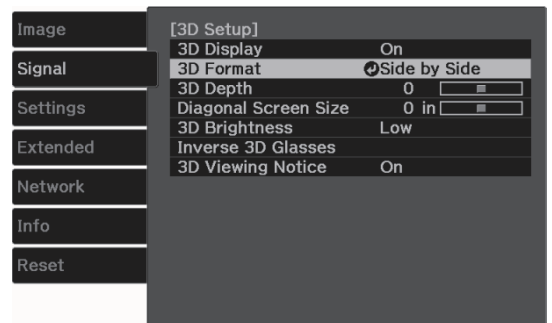 Image
Signal
Settings
Extended
Network
Info
Reset
[3D Setup]
3D Display On
3D Format Side by Side
3D Depth 0
Diagonal Screen Size 0 in
3D Brightness Low
Inverse 3D Glasses
3D Viewing Notice On